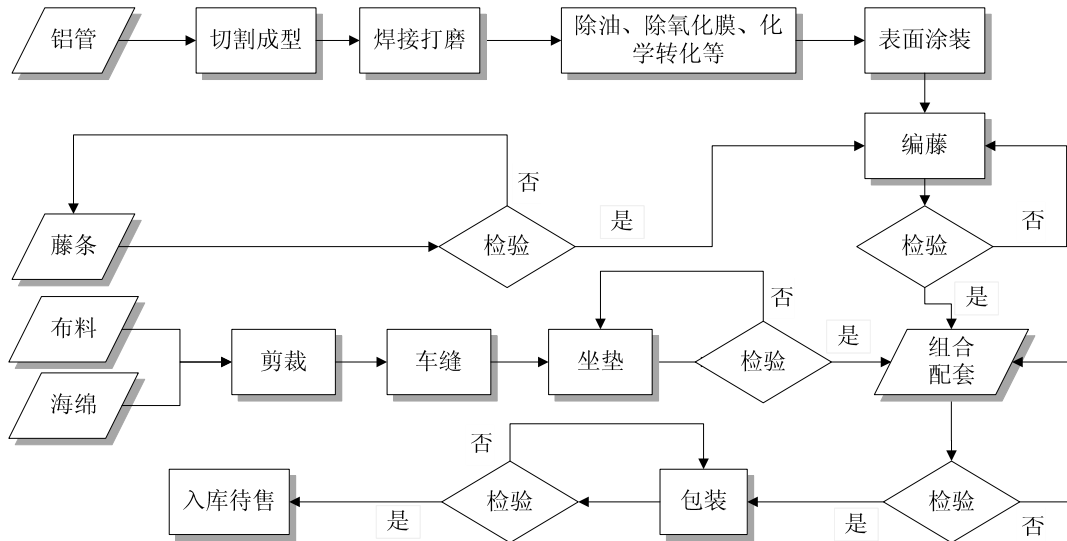 铝管
切割成型
焊接打磨
除油、除氧化膜、化
学转化等
表面涂装
编藤
否
藤条
检验
是
检验
否
是
布料
海绵
剪裁
车缝
坐垫
否
检验
是
组合
配套
入库待售
是
检验
否
包装
是
检验
否